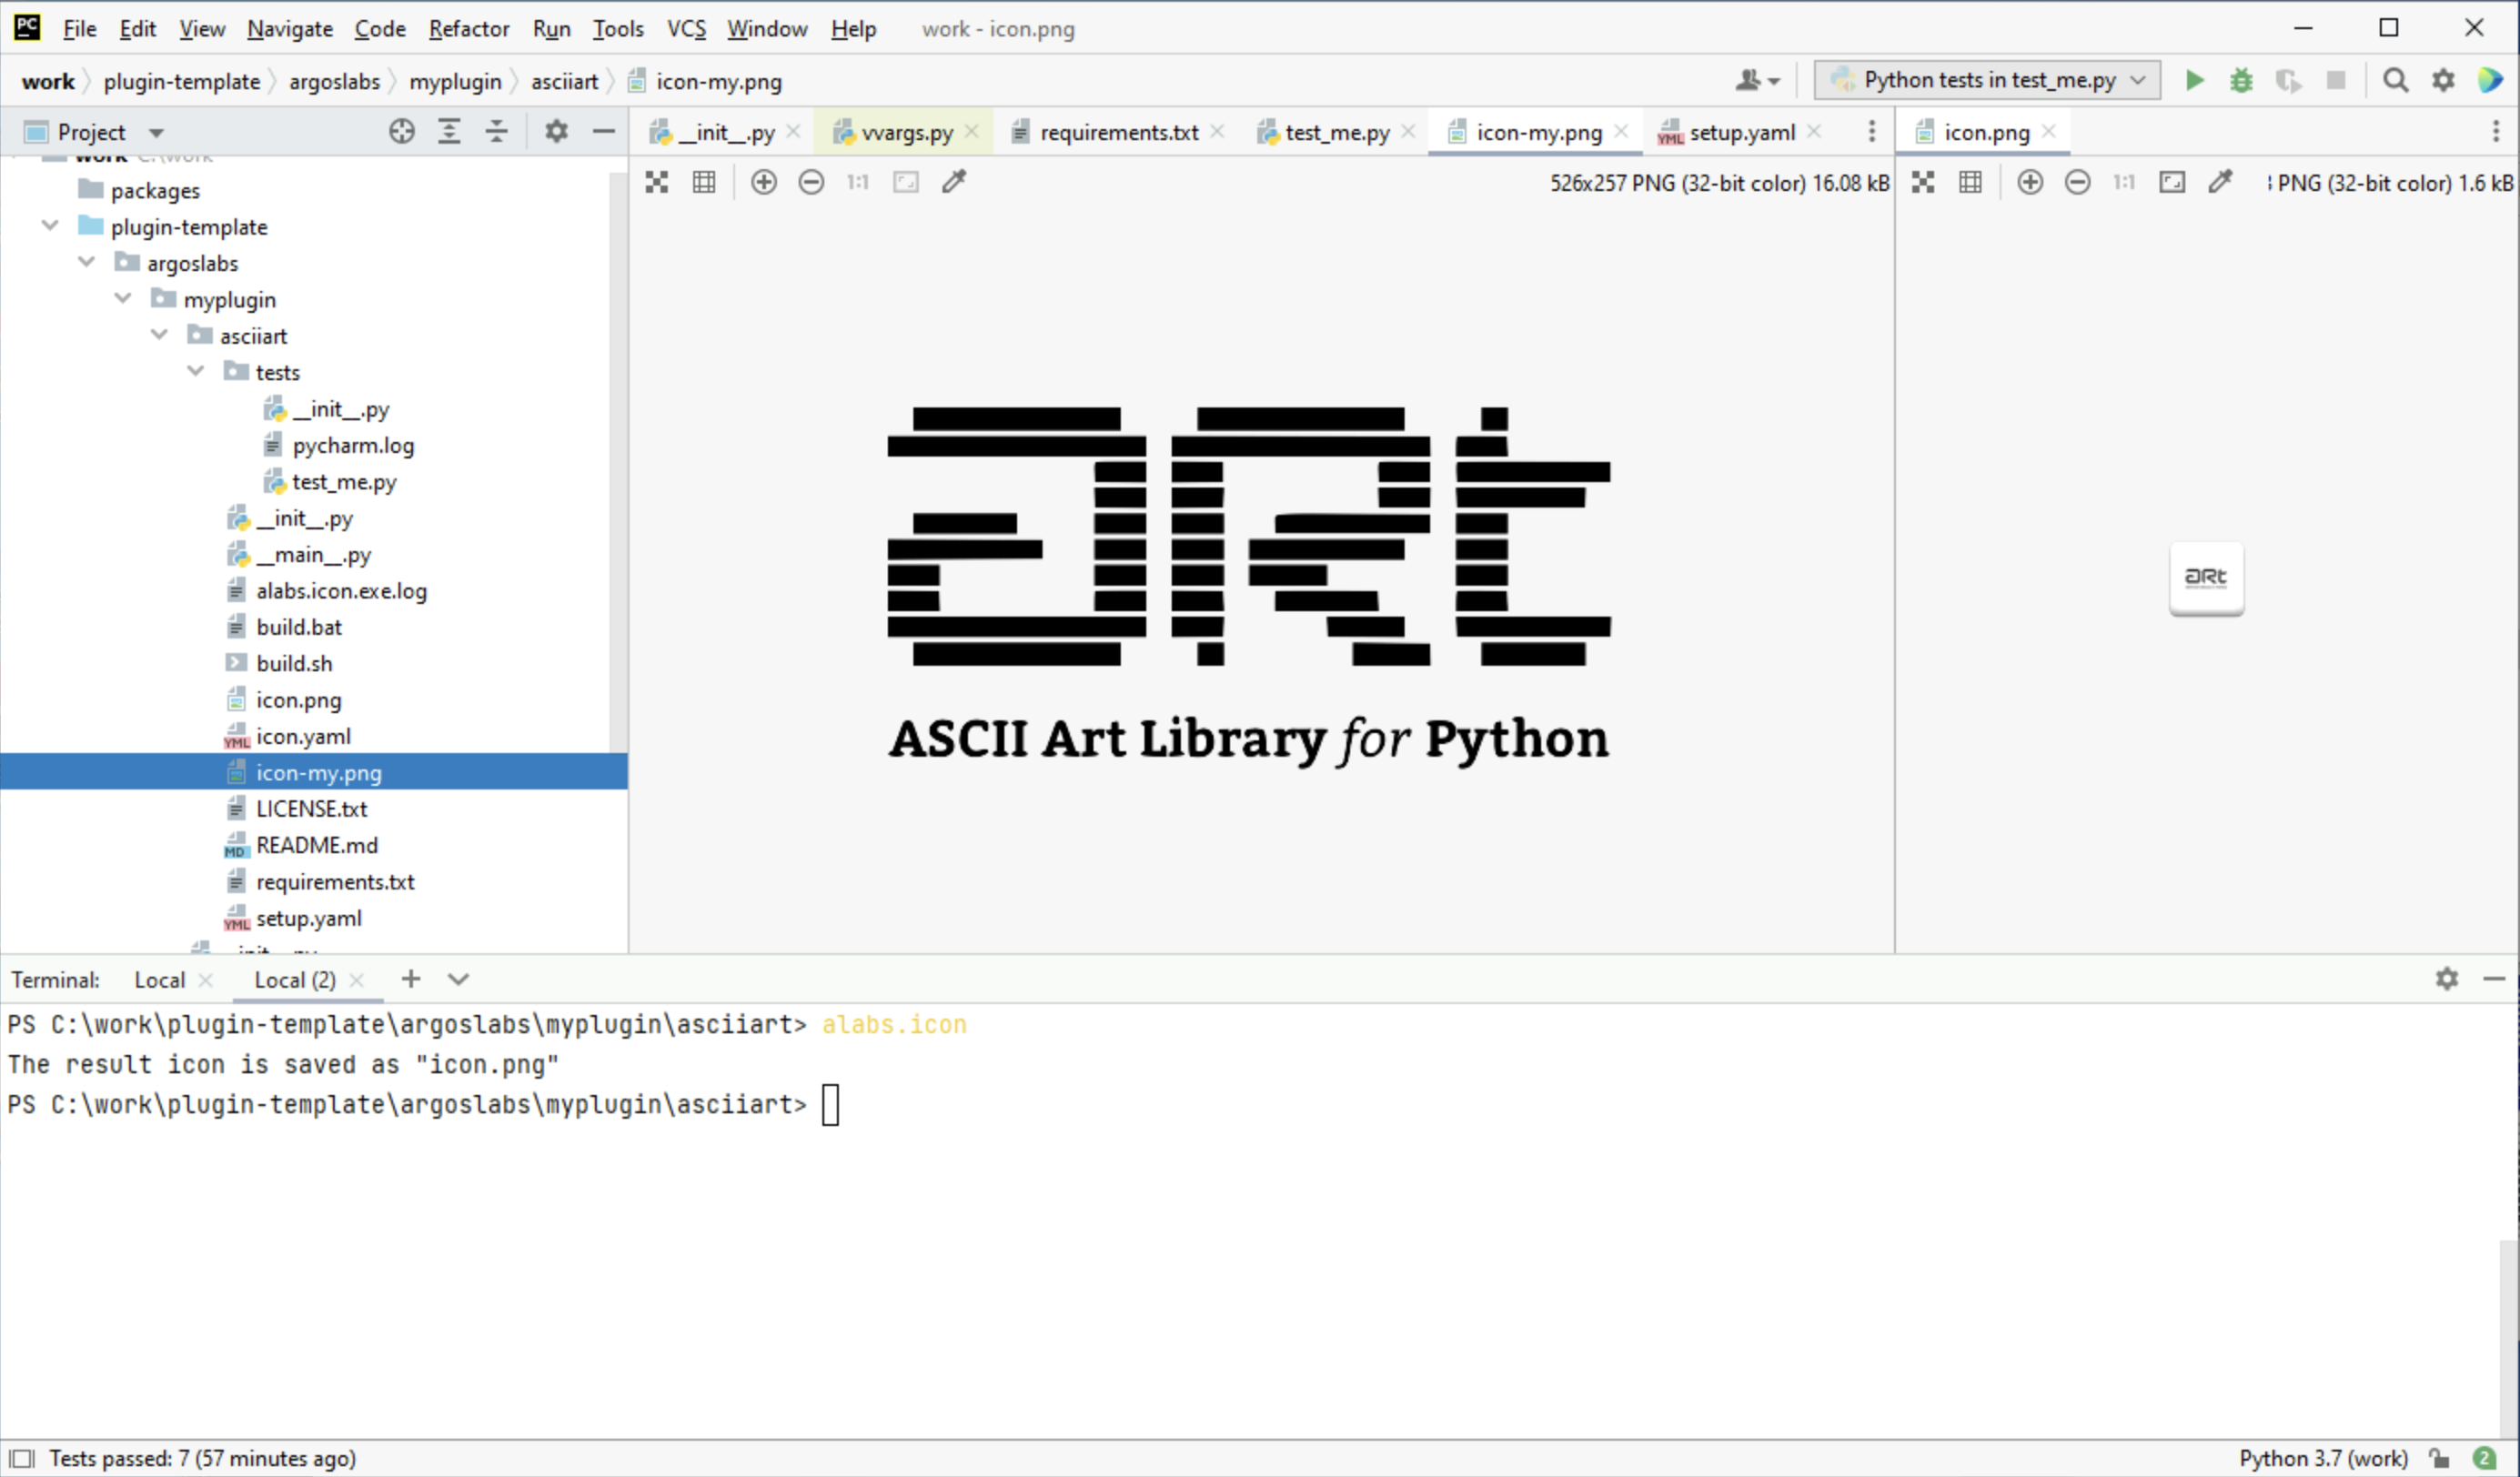 PC File Edit View Navigate Code Refactor Run Tools VCS Window Help work - icon.png
work plugin-template argoslabs myplugin asciiart icon-my.png Python tests in test_me.py
Project
__init__.py vvargs.py requirements.txt test_me.py icon-my.png YML setup.yaml icon.png
1:1 526x257 PNG (32-bit color) 16.08 kB 1:1 PNG (32-bit color) 1.6 kB
work C:\work
packages
plugin-template
argoslabs
myplugin
asciiart
tests
__init__.py
pycharm.log
test_me.py
__init__.py
__main__.py
alabs.icon.exe.log
build.bat
build.sh
icon.png
YML icon.yaml
icon-my.png
LICENSE.txt
MD README.md
requirements.txt
YML setup.yaml
aRt
ASCII Art Library for Python
aRt
Terminal: Local Local (2)
PS C:\work\plugin-template\argoslabs\myplugin\asciiart> alabs.icon
The result icon is saved as "icon.png"
PS C:\work\plugin-template\argoslabs\myplugin\asciiart>
Tests passed: 7 (57 minutes ago) Python 3.7 (work) 2